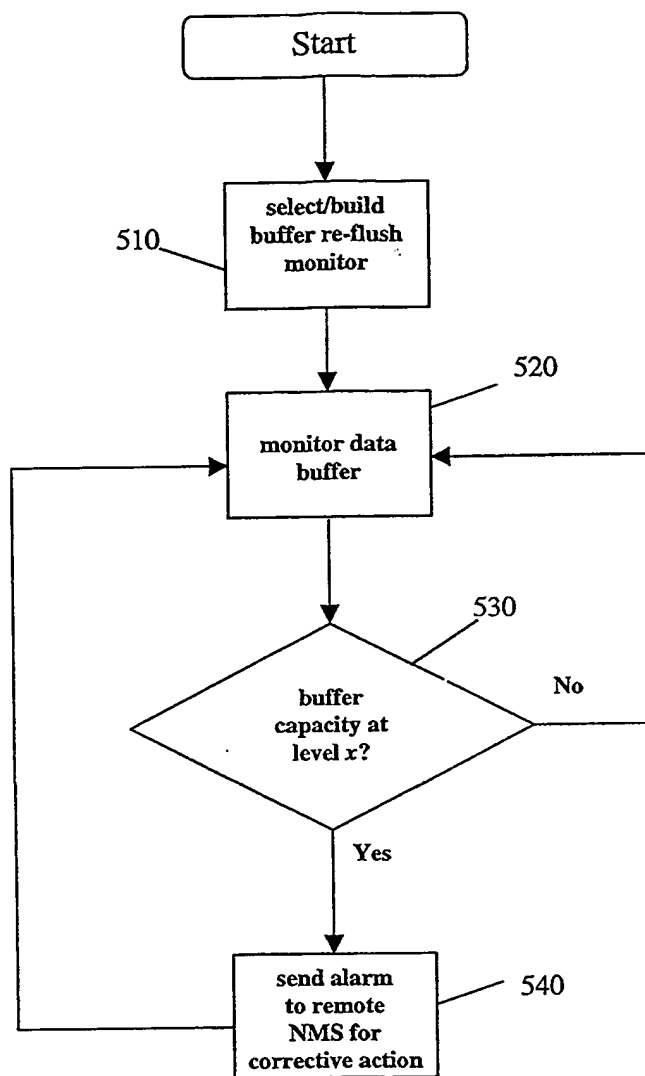 Start
select/build
buffer re-flush
monitor
510
520
monitor data
buffer
530
buffer
capacity at
level x?
No
Yes
send alarm
to remote
NMS for
corrective action
540